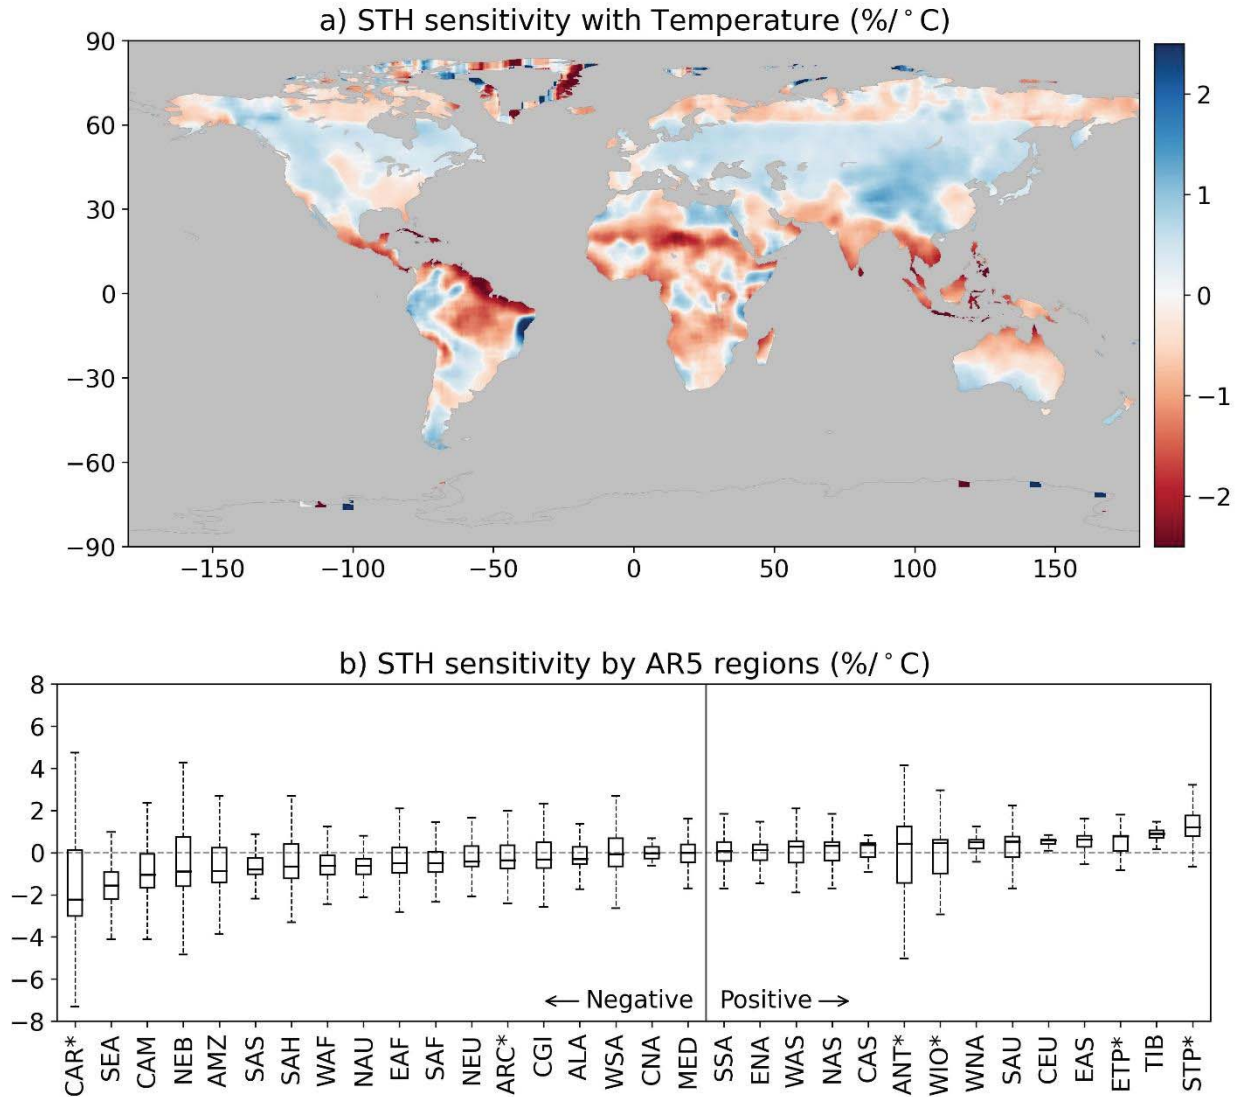 a) STH sensitivity with Temperature (%/°C)
90
60
30
0
−30
−60
−90
−150
−100
−50
0
50
100
150
2
1
0
−1
−2
b) STH sensitivity by AR5 regions (%/°C)
8
6
4
2
0
−2
−4
−6
−8
← Negative
Positive →
CAR*
SEA
CAM
NEB
AMZ
SAS
SAH
WAF
NAU
EAF
SAF
NEU
ARC*
CGI
ALA
WSA
CNA
MED
SSA
ENA
WAS
NAS
CAS
ANT*
WIO*
WNA
SAU
CEU
EAS
ETP*
TIB
STP*